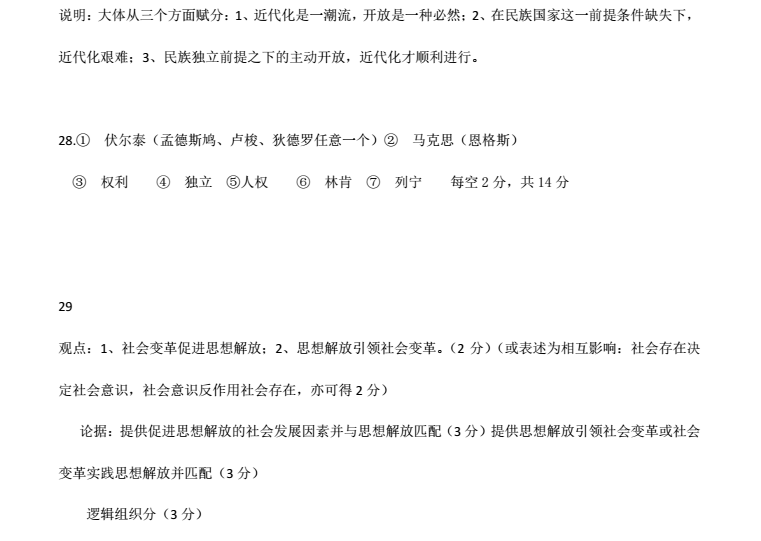 说明：大体从三个方面赋分：1、近代化是一潮流，开放是一种必然；2、在民族国家这一前提条件缺失下，
近代化艰难；3、民族独立前提之下的主动开放，近代化才顺利进行。
28.①　伏尔泰（孟德斯鸠、卢梭、狄德罗任意一个）②　马克思（恩格斯）
③　权利　　④　独立　⑤人权　　⑥　林肯　⑦　列宁　　每空 2 分，共 14 分
29
观点：1、社会变革促进思想解放；2、思想解放引领社会变革。（2 分）（或表述为相互影响：社会存在决
定社会意识，社会意识反作用社会存在，亦可得 2 分）
论据：提供促进思想解放的社会发展因素并与思想解放匹配（3 分）提供思想解放引领社会变革或社会
变革实践思想解放并匹配（3 分）
逻辑组织分（3 分）